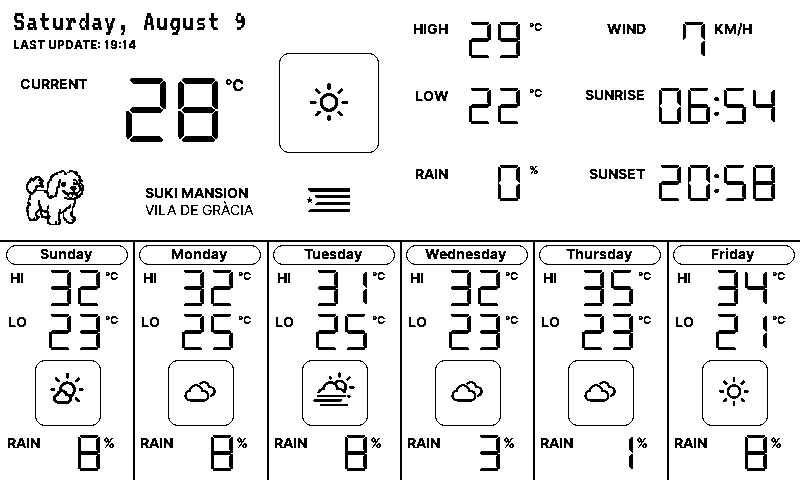 Saturday, August 9
LAST UPDATE: 19:14
CURRENT 28 °C
HIGH 29 °C
WIND 7 KM/H
LOW 22 °C
SUNRISE 06:54
RAIN 0 %
SUNSET 20:58
SUKI MANSION
VILA DE GRÀCIA
Sunday
HI 32 °C
LO 23 °C
RAIN 8 %
Monday
HI 32 °C
LO 25 °C
RAIN 8 %
Tuesday
HI 31 °C
LO 25 °C
RAIN 8 %
Wednesday
HI 32 °C
LO 23 °C
RAIN 3 %
Thursday
HI 35 °C
LO 23 °C
RAIN 1 %
Friday
HI 34 °C
LO 21 °C
RAIN 8 %